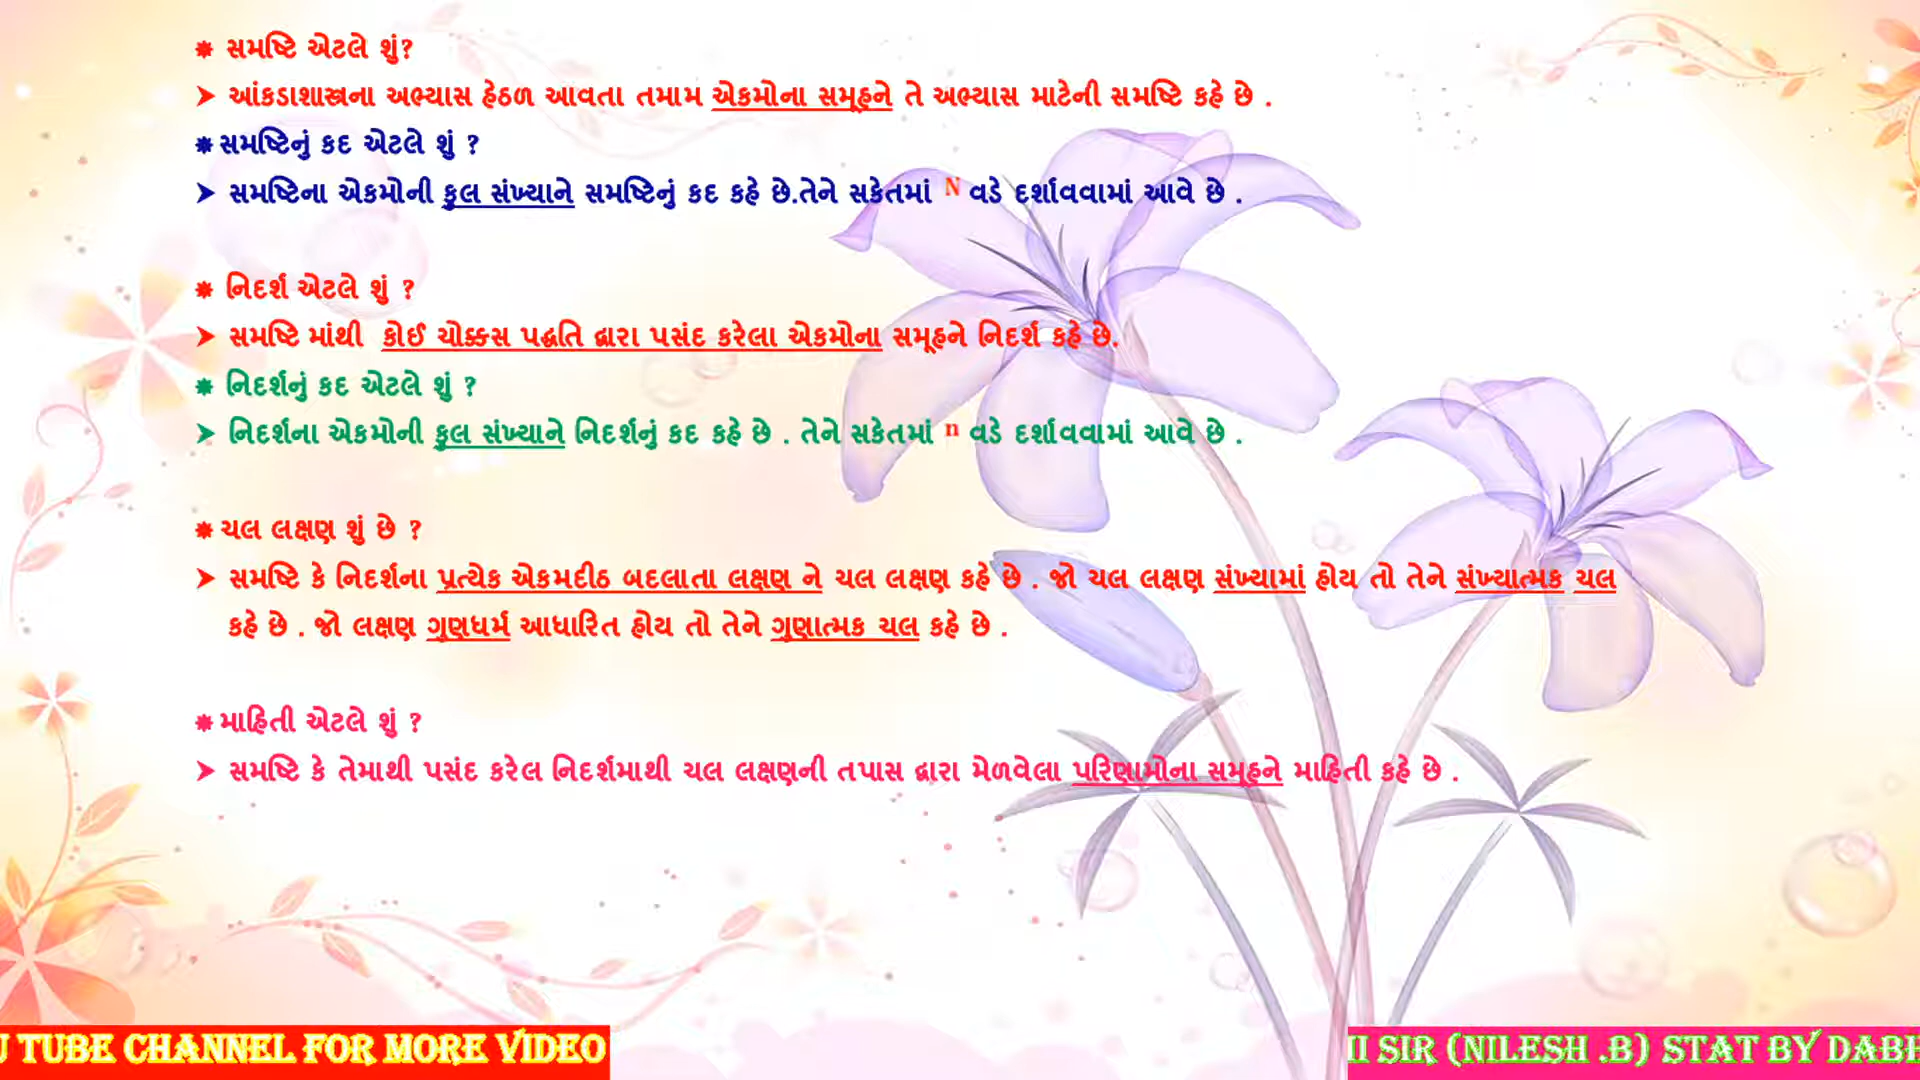 ✸ સમષ્ટિ એટલે શું?
➤ આંકડાશાસ્ત્રના અભ્યાસ હેઠળ આવતા તમામ એકમોના સમૂહને તે અભ્યાસ માટેની સમષ્ટિ કહે છે .
✸ સમષ્ટિનું કદ એટલે શું ?
➤ સમષ્ટિના એકમોની કુલ સંખ્યાને સમષ્ટિનું કદ કહે છે.તેને સકેતમાં N વડે દર્શાવવામાં આવે છે .
✸ નિદર્શ એટલે શું ?
➤ સમષ્ટિ માંથી કોઈ ચોક્કસ પદ્ધતિ દ્વારા પસંદ કરેલા એકમોના સમૂહને નિદર્શ કહે છે.
✸ નિદર્શનું કદ એટલે શું ?
➤ નિદર્શના એકમોની કુલ સંખ્યાને નિદર્શનું કદ કહે છે . તેને સકેતમાં n વડે દર્શાવવામાં આવે છે .
✸ ચલ લક્ષણ શું છે ?
➤ સમષ્ટિ કે નિદર્શના પ્રત્યેક એકમદીઠ બદલાતા લક્ષણ ને ચલ લક્ષણ કહે છે . જો ચલ લક્ષણ સંખ્યામાં હોય તો તેને સંખ્યાત્મક ચલ
કહે છે . જો લક્ષણ ગુણધર્મ આધારિત હોય તો તેને ગુણાત્મક ચલ કહે છે .
✸ માહિતી એટલે શું ?
➤ સમષ્ટિ કે તેમાથી પસંદ કરેલ નિદર્શમાથી ચલ લક્ષણની તપાસ દ્વારા મેળવેલા પરિણામોના સમૂહને માહિતી કહે છે .
U TUBE CHANNEL FOR MORE VIDEO
II SIR (NILESH .B) STAT BY DABH